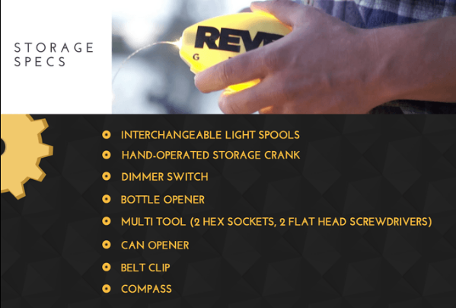 STORAGE
SPECS
REV
G
INTERCHANGEABLE LIGHT SPOOLS
HAND-OPERATED STORAGE CRANK
DIMMER SWITCH
BOTTLE OPENER
MULTI TOOL (2 HEX SOCKETS, 2 FLAT HEAD SCREWDRIVERS)
CAN OPENER
BELT CLIP
COMPASS